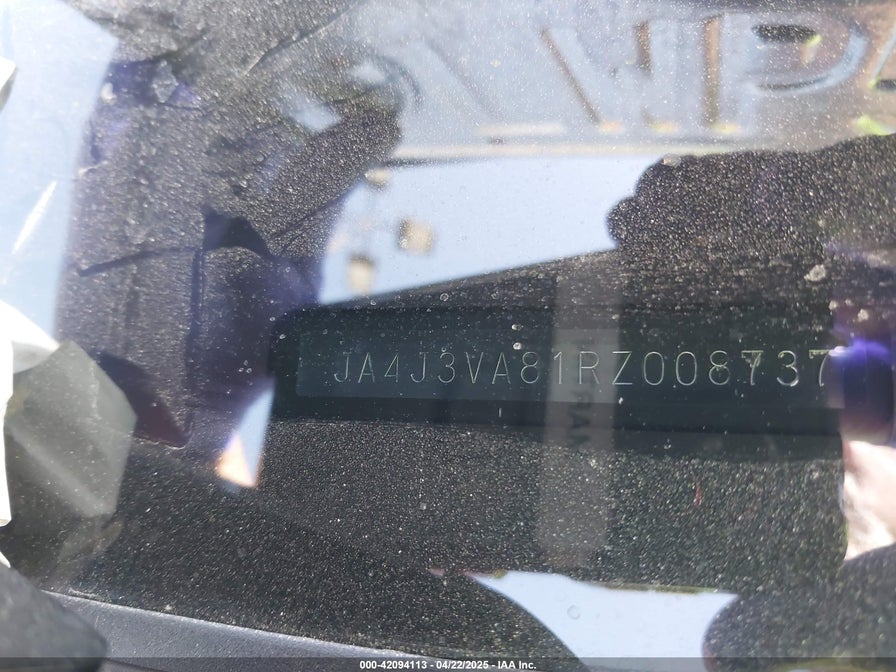 JA4J3VA81RZ008737
000-42094113 - 04/22/2025 - IAA Inc.